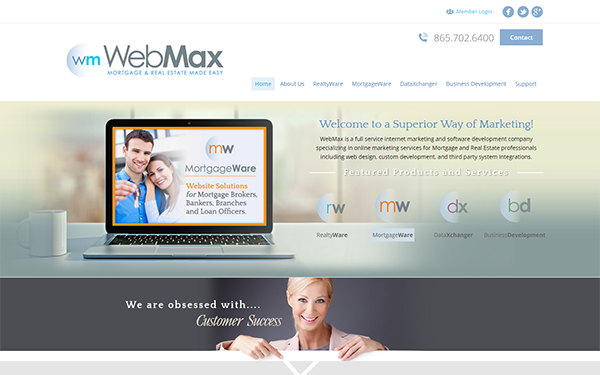 Member Login
865.702.6400
Contact
wm WebMax
MORTGAGE & REAL ESTATE MADE EASY
Home About Us RealtyWare MortgageWare DataXchanger Business Development Support
mw
MortgageWare
Website Solutions
for Mortgage Brokers,
Bankers, Branches
and Loan Officers.
Welcome to a Superior Way of Marketing!
WebMax is a full service internet marketing and software development company
specializing in online marketing services for Mortgage and Real Estate professionals
including web design, custom development, and third party system integrations.
Featured Products and Services
rw mw dx bd
RealtyWare MortgageWare DataXchanger BusinessDevelopment
We are obsessed with....
Customer Success